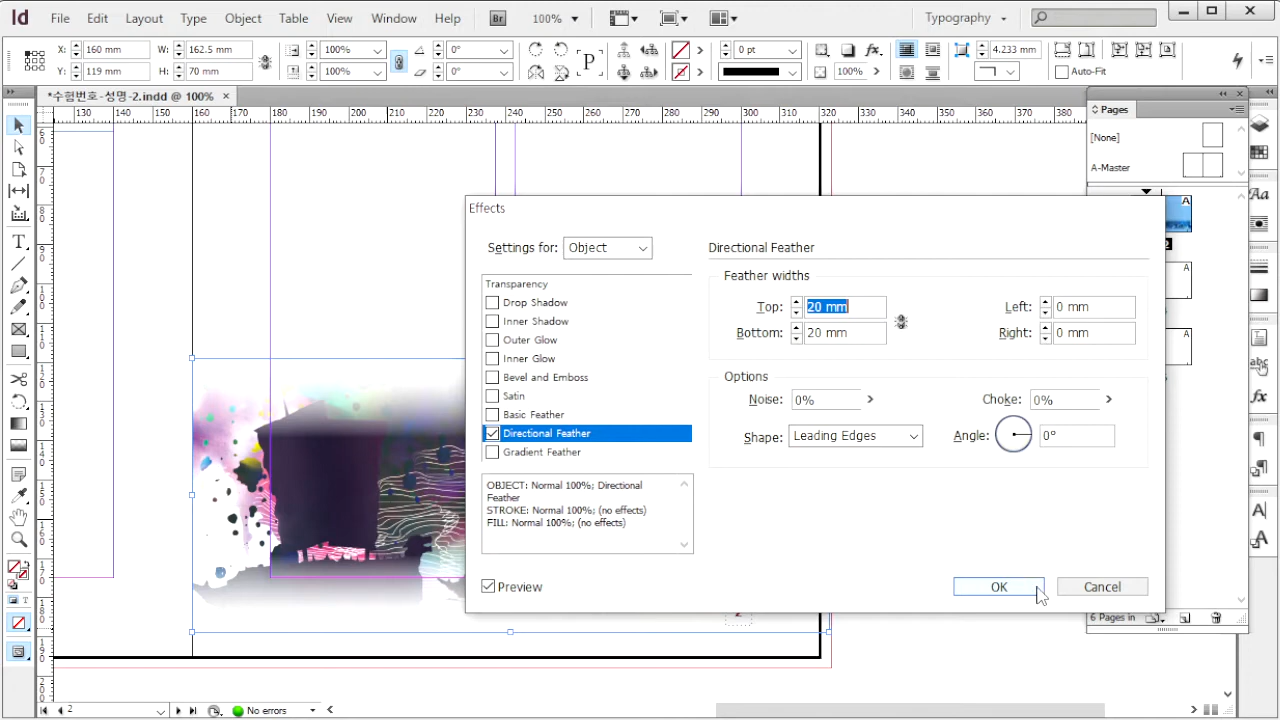 Id File Edit Layout Type Object Table View Window Help Br 100% Typography
X: 160 mm W: 162.5 mm 100% 0° 0 pt 4.233 mm
Y: 119 mm H: 70 mm 100% 0° P fx 100% Auto-Fit
*수험번호-성명-2.indd @ 100% ×
130 140 150 160 170 180 190 200 210 220 230 240 250 260 270 280 290 300 310 320 330 340 350 360 370 380
Pages
[None]
A-Master
A
A
A
6 Pages in
Effects
Settings for: Object
Transparency
Drop Shadow
Inner Shadow
Outer Glow
Inner Glow
Bevel and Emboss
Satin
Basic Feather
Directional Feather
Gradient Feather
OBJECT: Normal 100%; Directional
Feather
STROKE: Normal 100%; (no effects)
FILL: Normal 100%; (no effects)
Preview
Directional Feather
Feather widths
Top: 20 mm Left: 0 mm
Bottom: 20 mm Right: 0 mm
Options
Noise: 0% Choke: 0%
Shape: Leading Edges Angle: 0°
OK Cancel
2 No errors